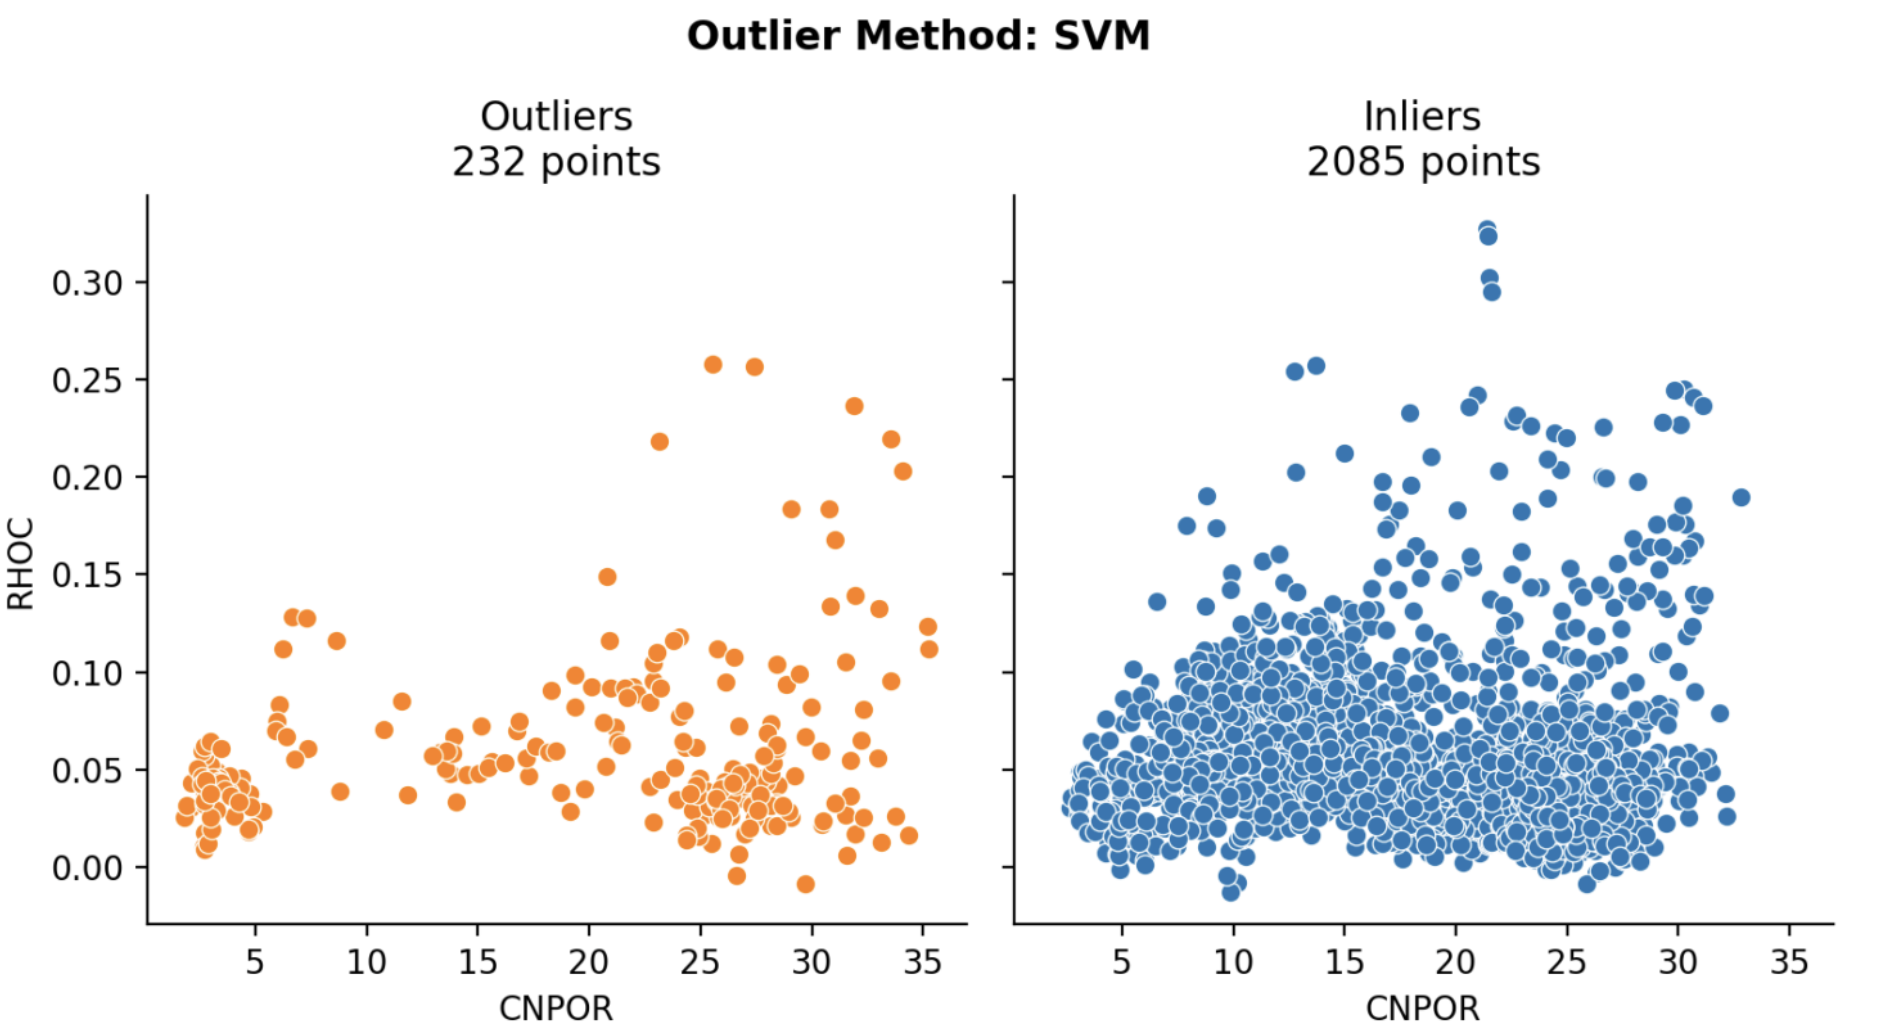 Outlier Method: SVM
Outliers
232 points
Inliers
2085 points
RHOC
0.30
0.25
0.20
0.15
0.10
0.05
0.00
5 10 15 20 25 30 35
CNPOR
5 10 15 20 25 30 35
CNPOR